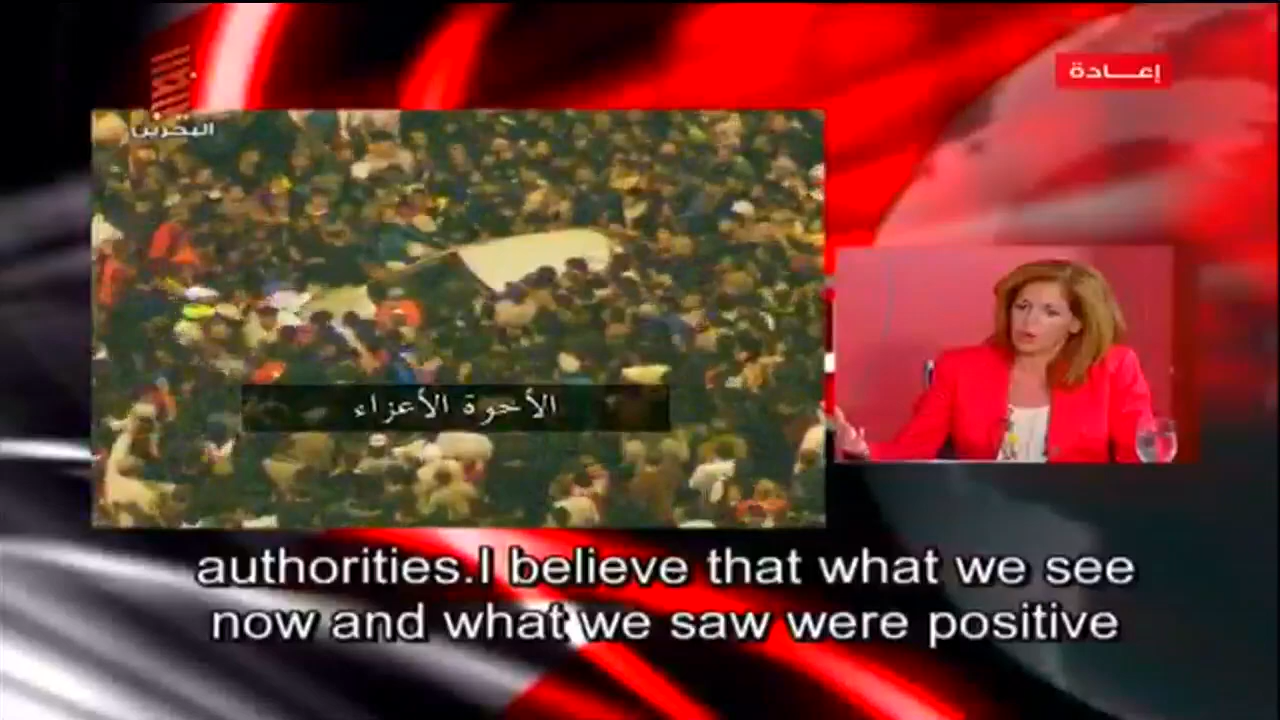 إعادة
البحرين
الأخوة الأعزاء
authorities.I believe that what we see
now and what we saw were positive